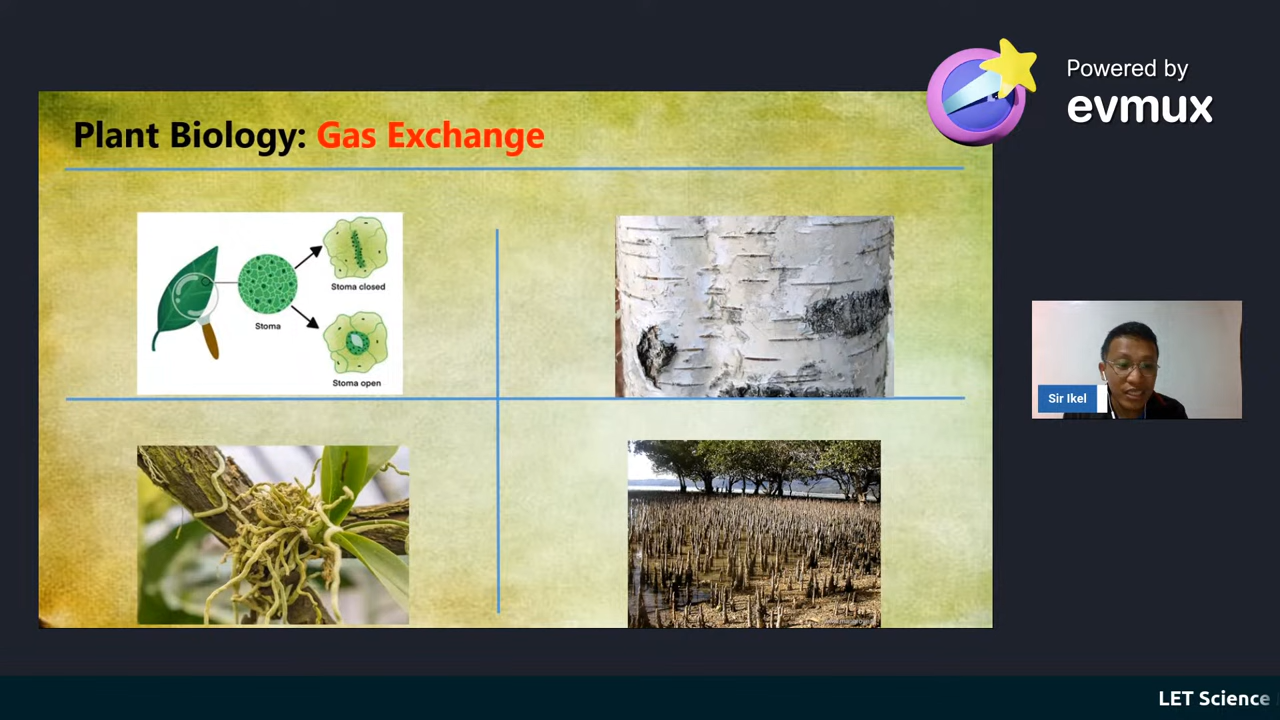 Powered by
evmux
Plant Biology: Gas Exchange
Stoma closed
Stoma
Stoma open
Sir Ikel
LET Science